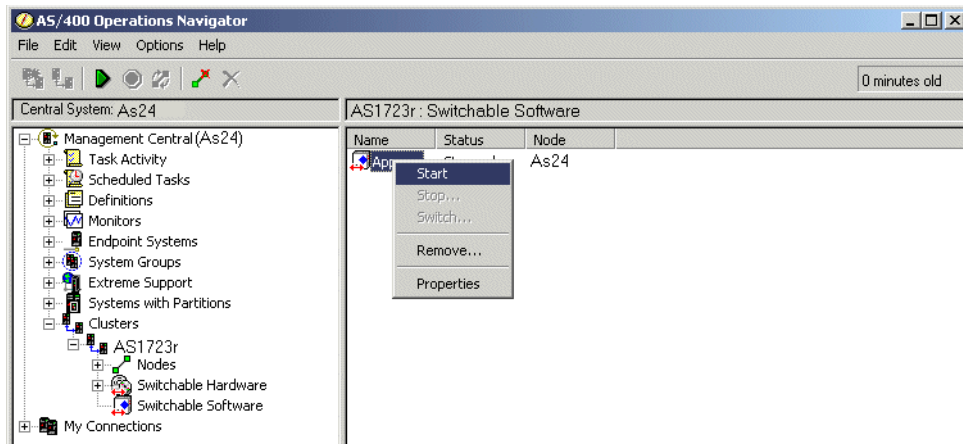 AS/400 Operations Navigator
File Edit View Options Help
0 minutes old
Central System: As24
AS1723r : Switchable Software
Management Central (As24)
Task Activity
Scheduled Tasks
Definitions
Monitors
Endpoint Systems
System Groups
Extreme Support
Systems with Partitions
Clusters
AS1723r
Nodes
Switchable Hardware
Switchable Software
My Connections
Name Status Node
As24
Start
Stop...
Switch...
Remove...
Properties